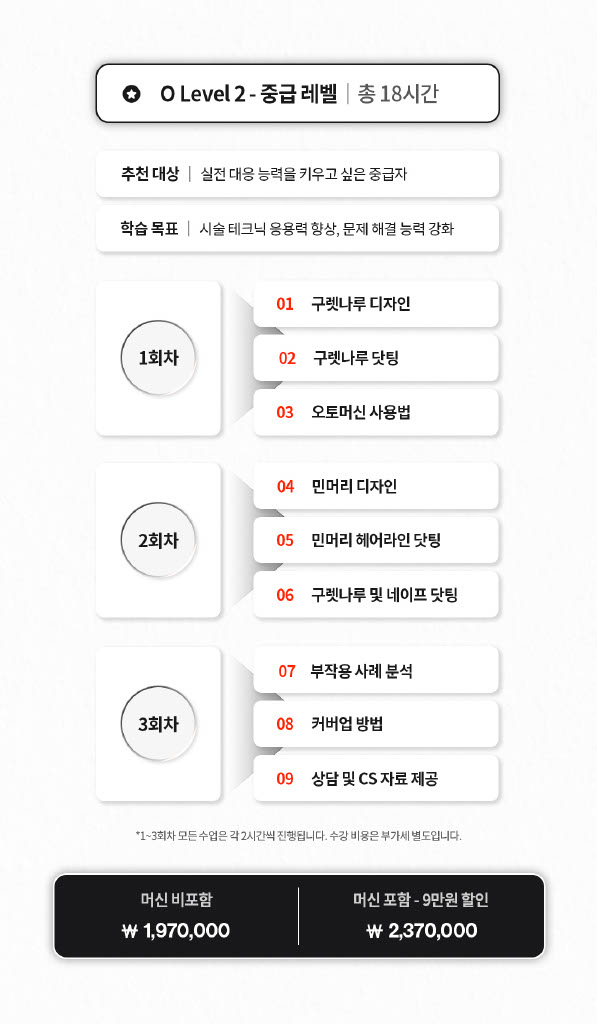 O Level 2 - 중급 레벨 | 총 18시간
추천 대상 | 실전 대응 능력을 키우고 싶은 중급자
학습 목표 | 시술 테크닉 응용력 향상, 문제 해결 능력 강화
1회차
01 구렛나루 디자인
02 구렛나루 닷팅
03 오토머신 사용법
2회차
04 민머리 디자인
05 민머리 헤어라인 닷팅
06 구렛나루 및 네이프 닷팅
3회차
07 부작용 사례 분석
08 커버업 방법
09 상담 및 CS 자료 제공
*1~3회차 모든 수업은 각 2시간씩 진행됩니다. 수강 비용은 부가세 별도입니다.
머신 비포함
₩ 1,970,000
머신 포함 - 9만원 할인
₩ 2,370,000